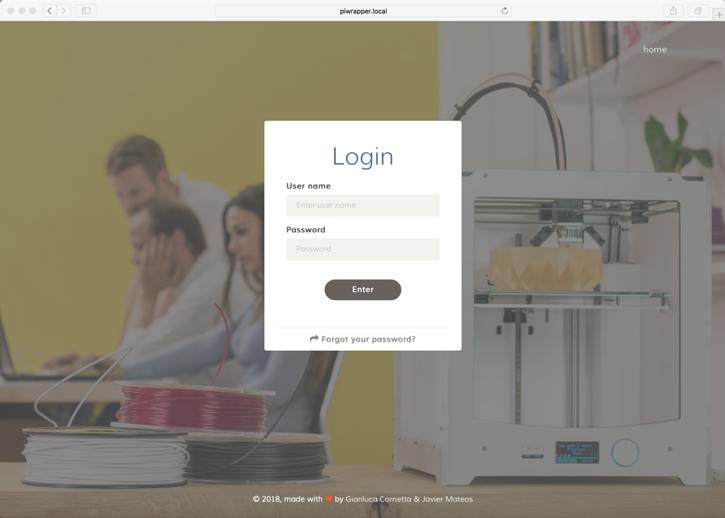 piwrapper.local
home
Login
User name
Enter user name
Password
Password
Enter
Forgot your password?
© 2018, made with 🧡 by Gianluca Cornetta & Javier Mateos